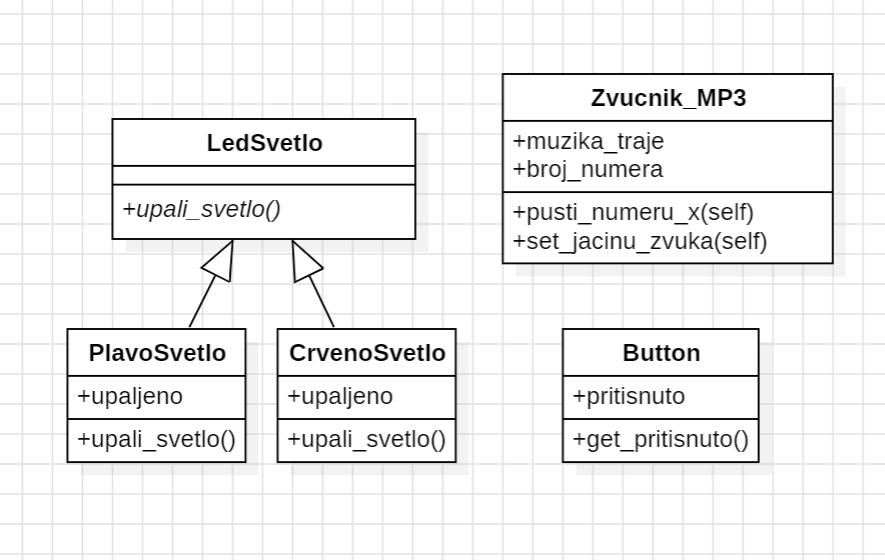 LedSvetlo
+upali_svetlo()
Zvucnik_MP3
+muzika_traje
+broj_numera
+pusti_numeru_x(self)
+set_jacinu_zvuka(self)
PlavoSvetlo
+upaljeno
+upali_svetlo()
CrvenoSvetlo
+upaljeno
+upali_svetlo()
Button
+pritisnuto
+get_pritisnuto()